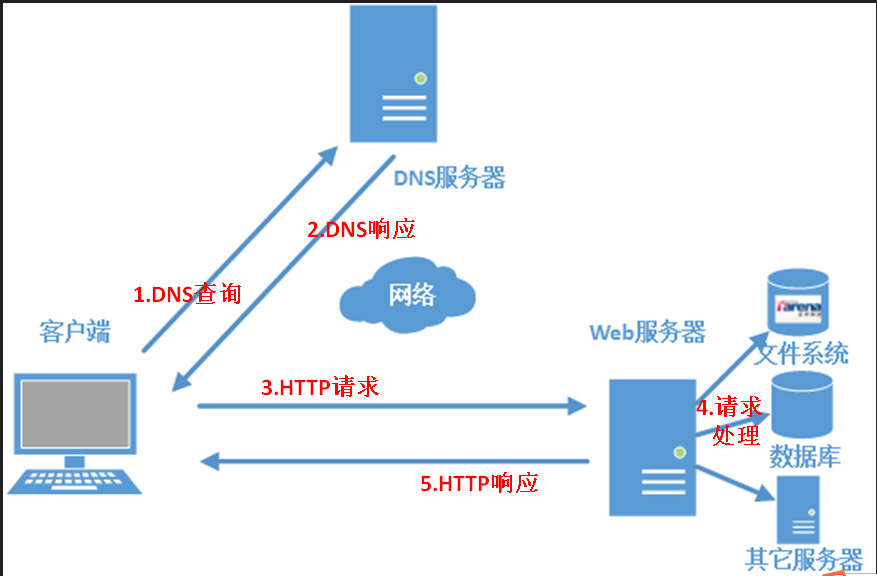 DNS服务器
2.DNS响应
1.DNS查询
网络
客户端
Web服务器
文件系统
3.HTTP请求
4.请求
处理
数据库
5.HTTP响应
其它服务器